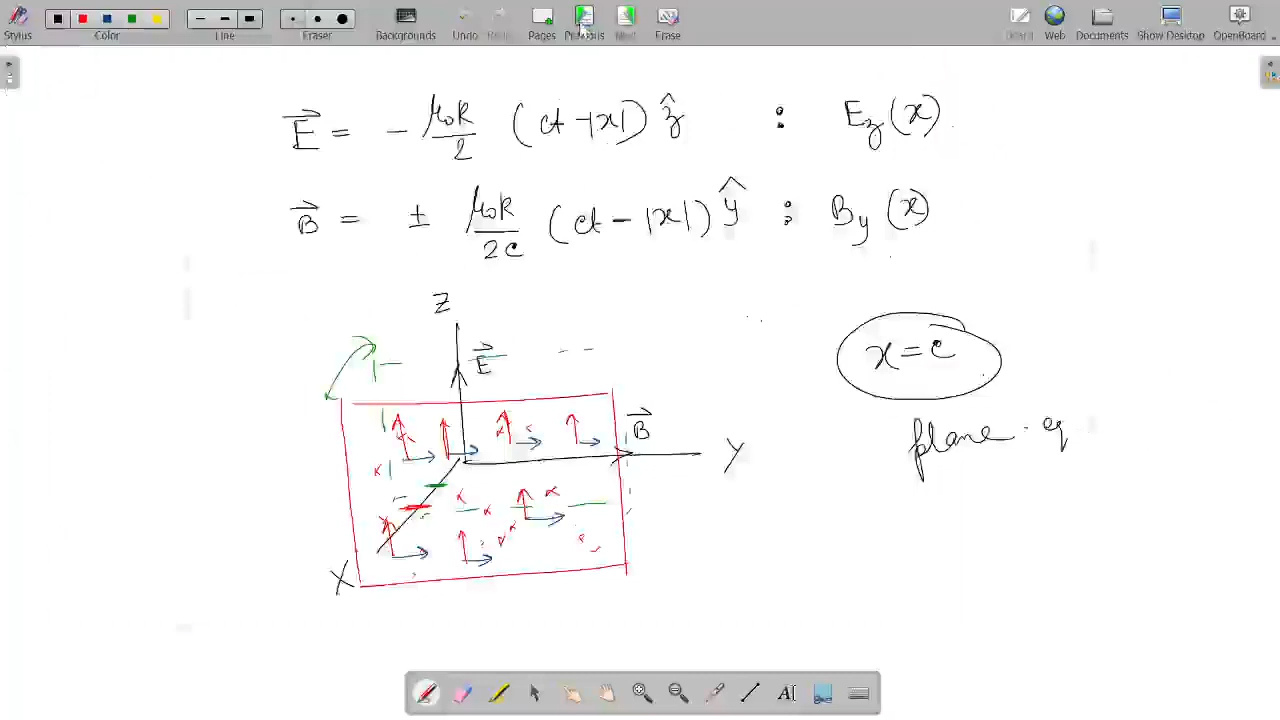 Stylus Color Line Eraser Backgrounds Undo Redo Pages Previous Next Erase Board Web Documents Show Desktop OpenBoard
E = - μ₀k/2 (ct - |x|) ẑ : E_z(x)
B = ± μ₀k/2c (ct - |x|) ŷ : B_y(x)
Z
E
x = c
B
Y
plane. eq
X